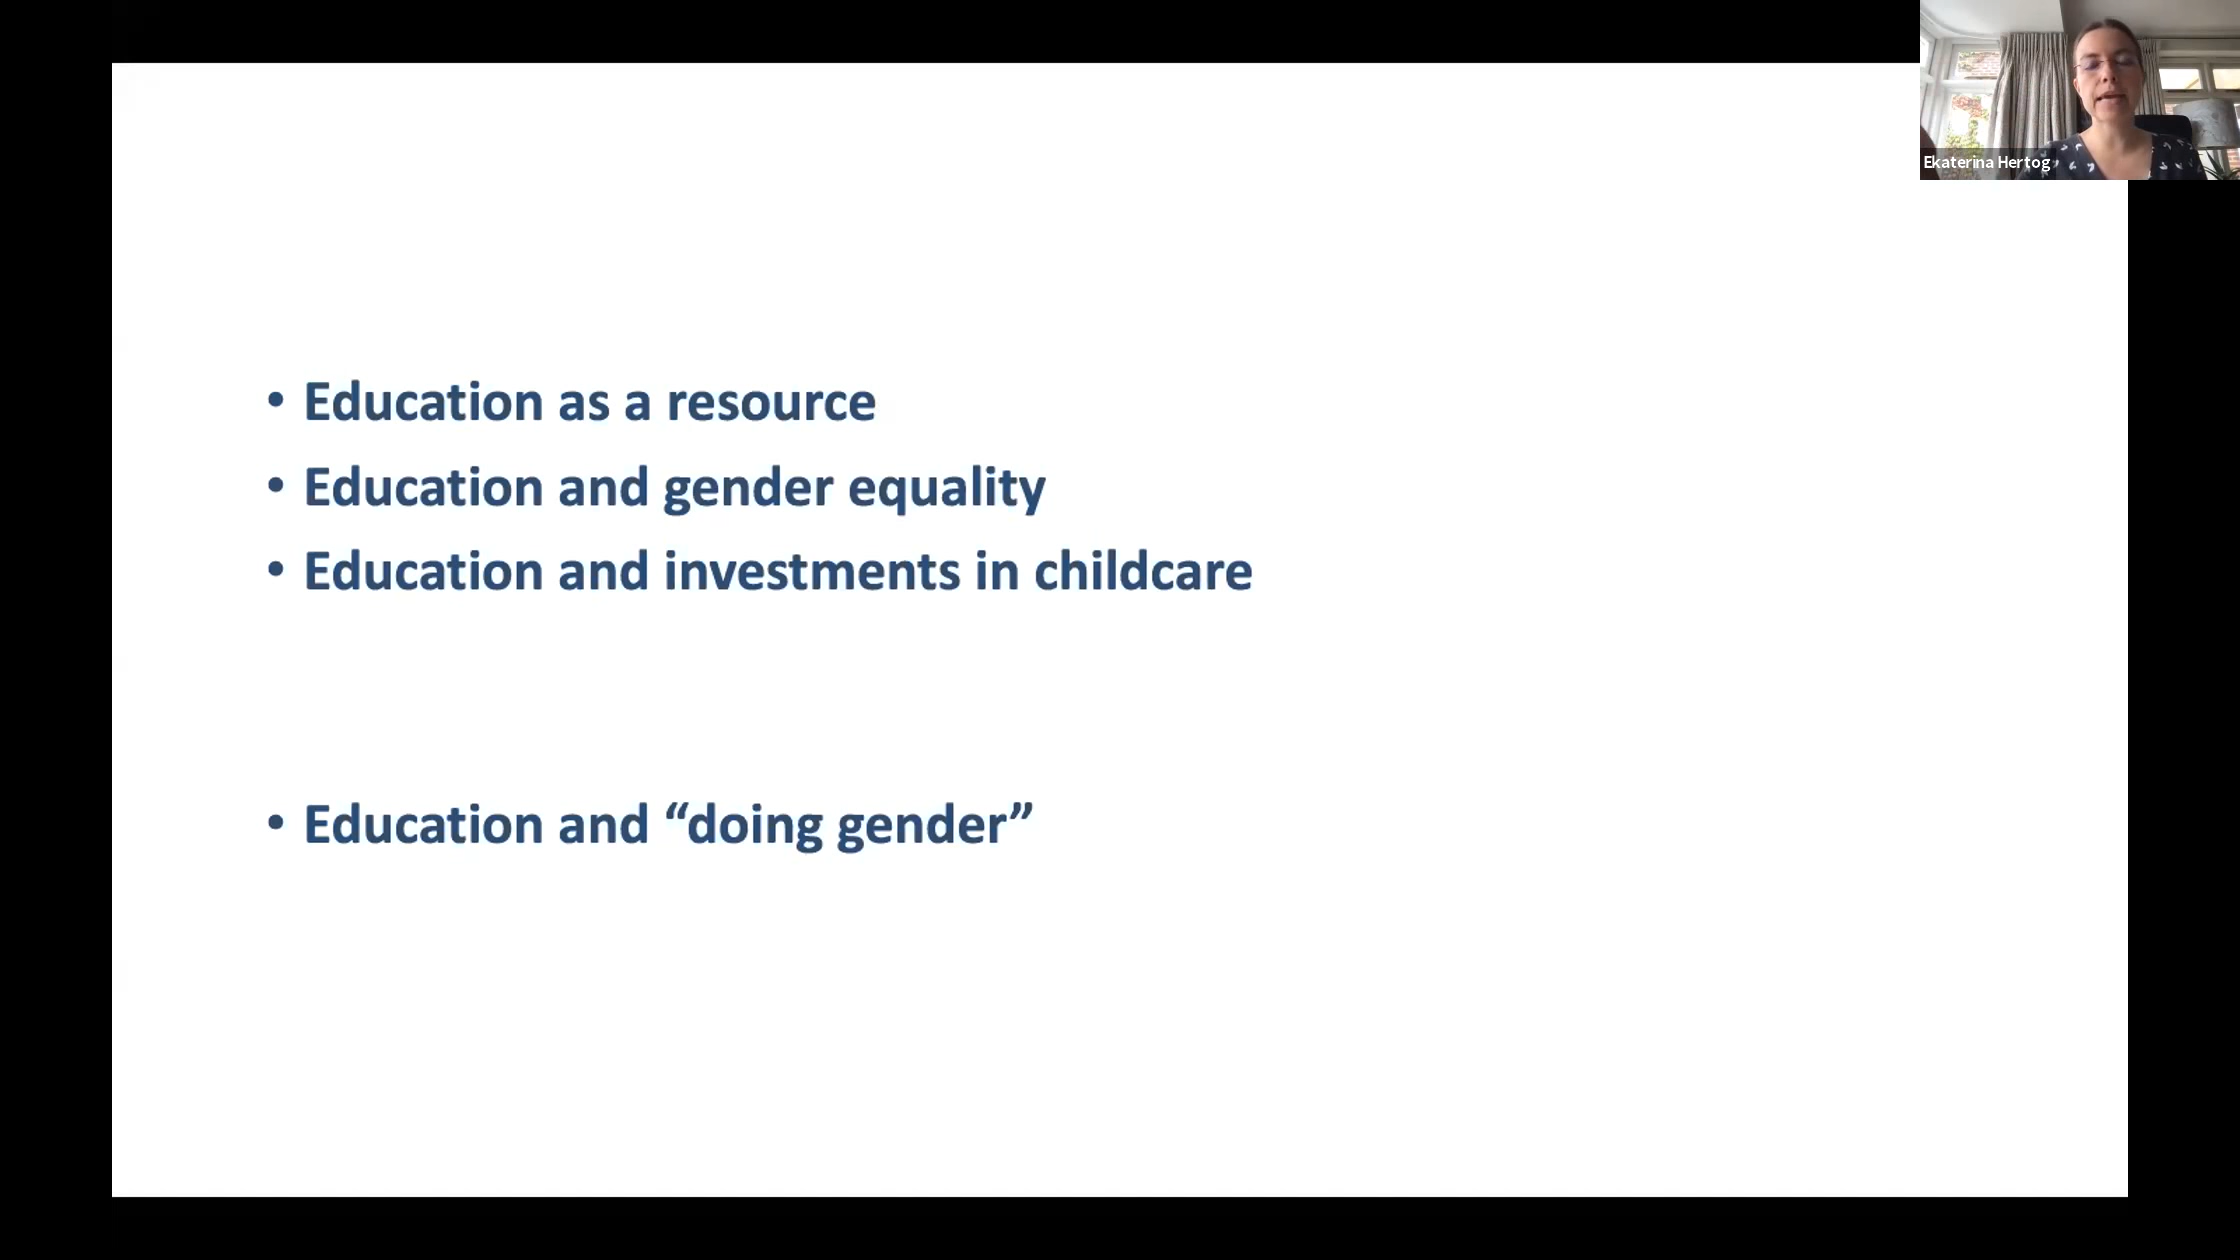 Ekaterina Hertog
• Education as a resource
• Education and gender equality
• Education and investments in childcare
• Education and “doing gender”